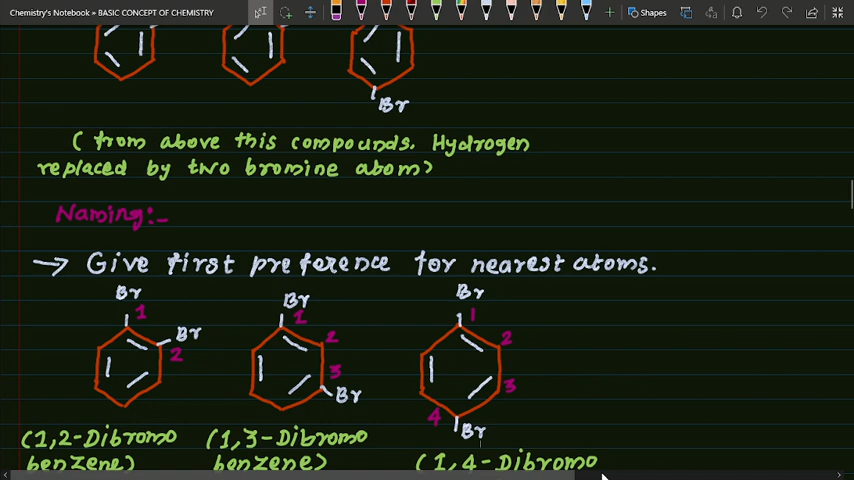 Chemistry's Notebook » BASIC CONCEPT OF CHEMISTRY
Shapes
Br
( from above this compounds. Hydrogen
replaced by two bromine atom)
Naming:-
→ Give first preference for nearest atoms.
Br Br Br
1 1 1
Br 2 2
2 3 3
Br
4
Br
(1,2-Dibromo (1,3-Dibromo
benzene) benzene) (1,4-Dibromo